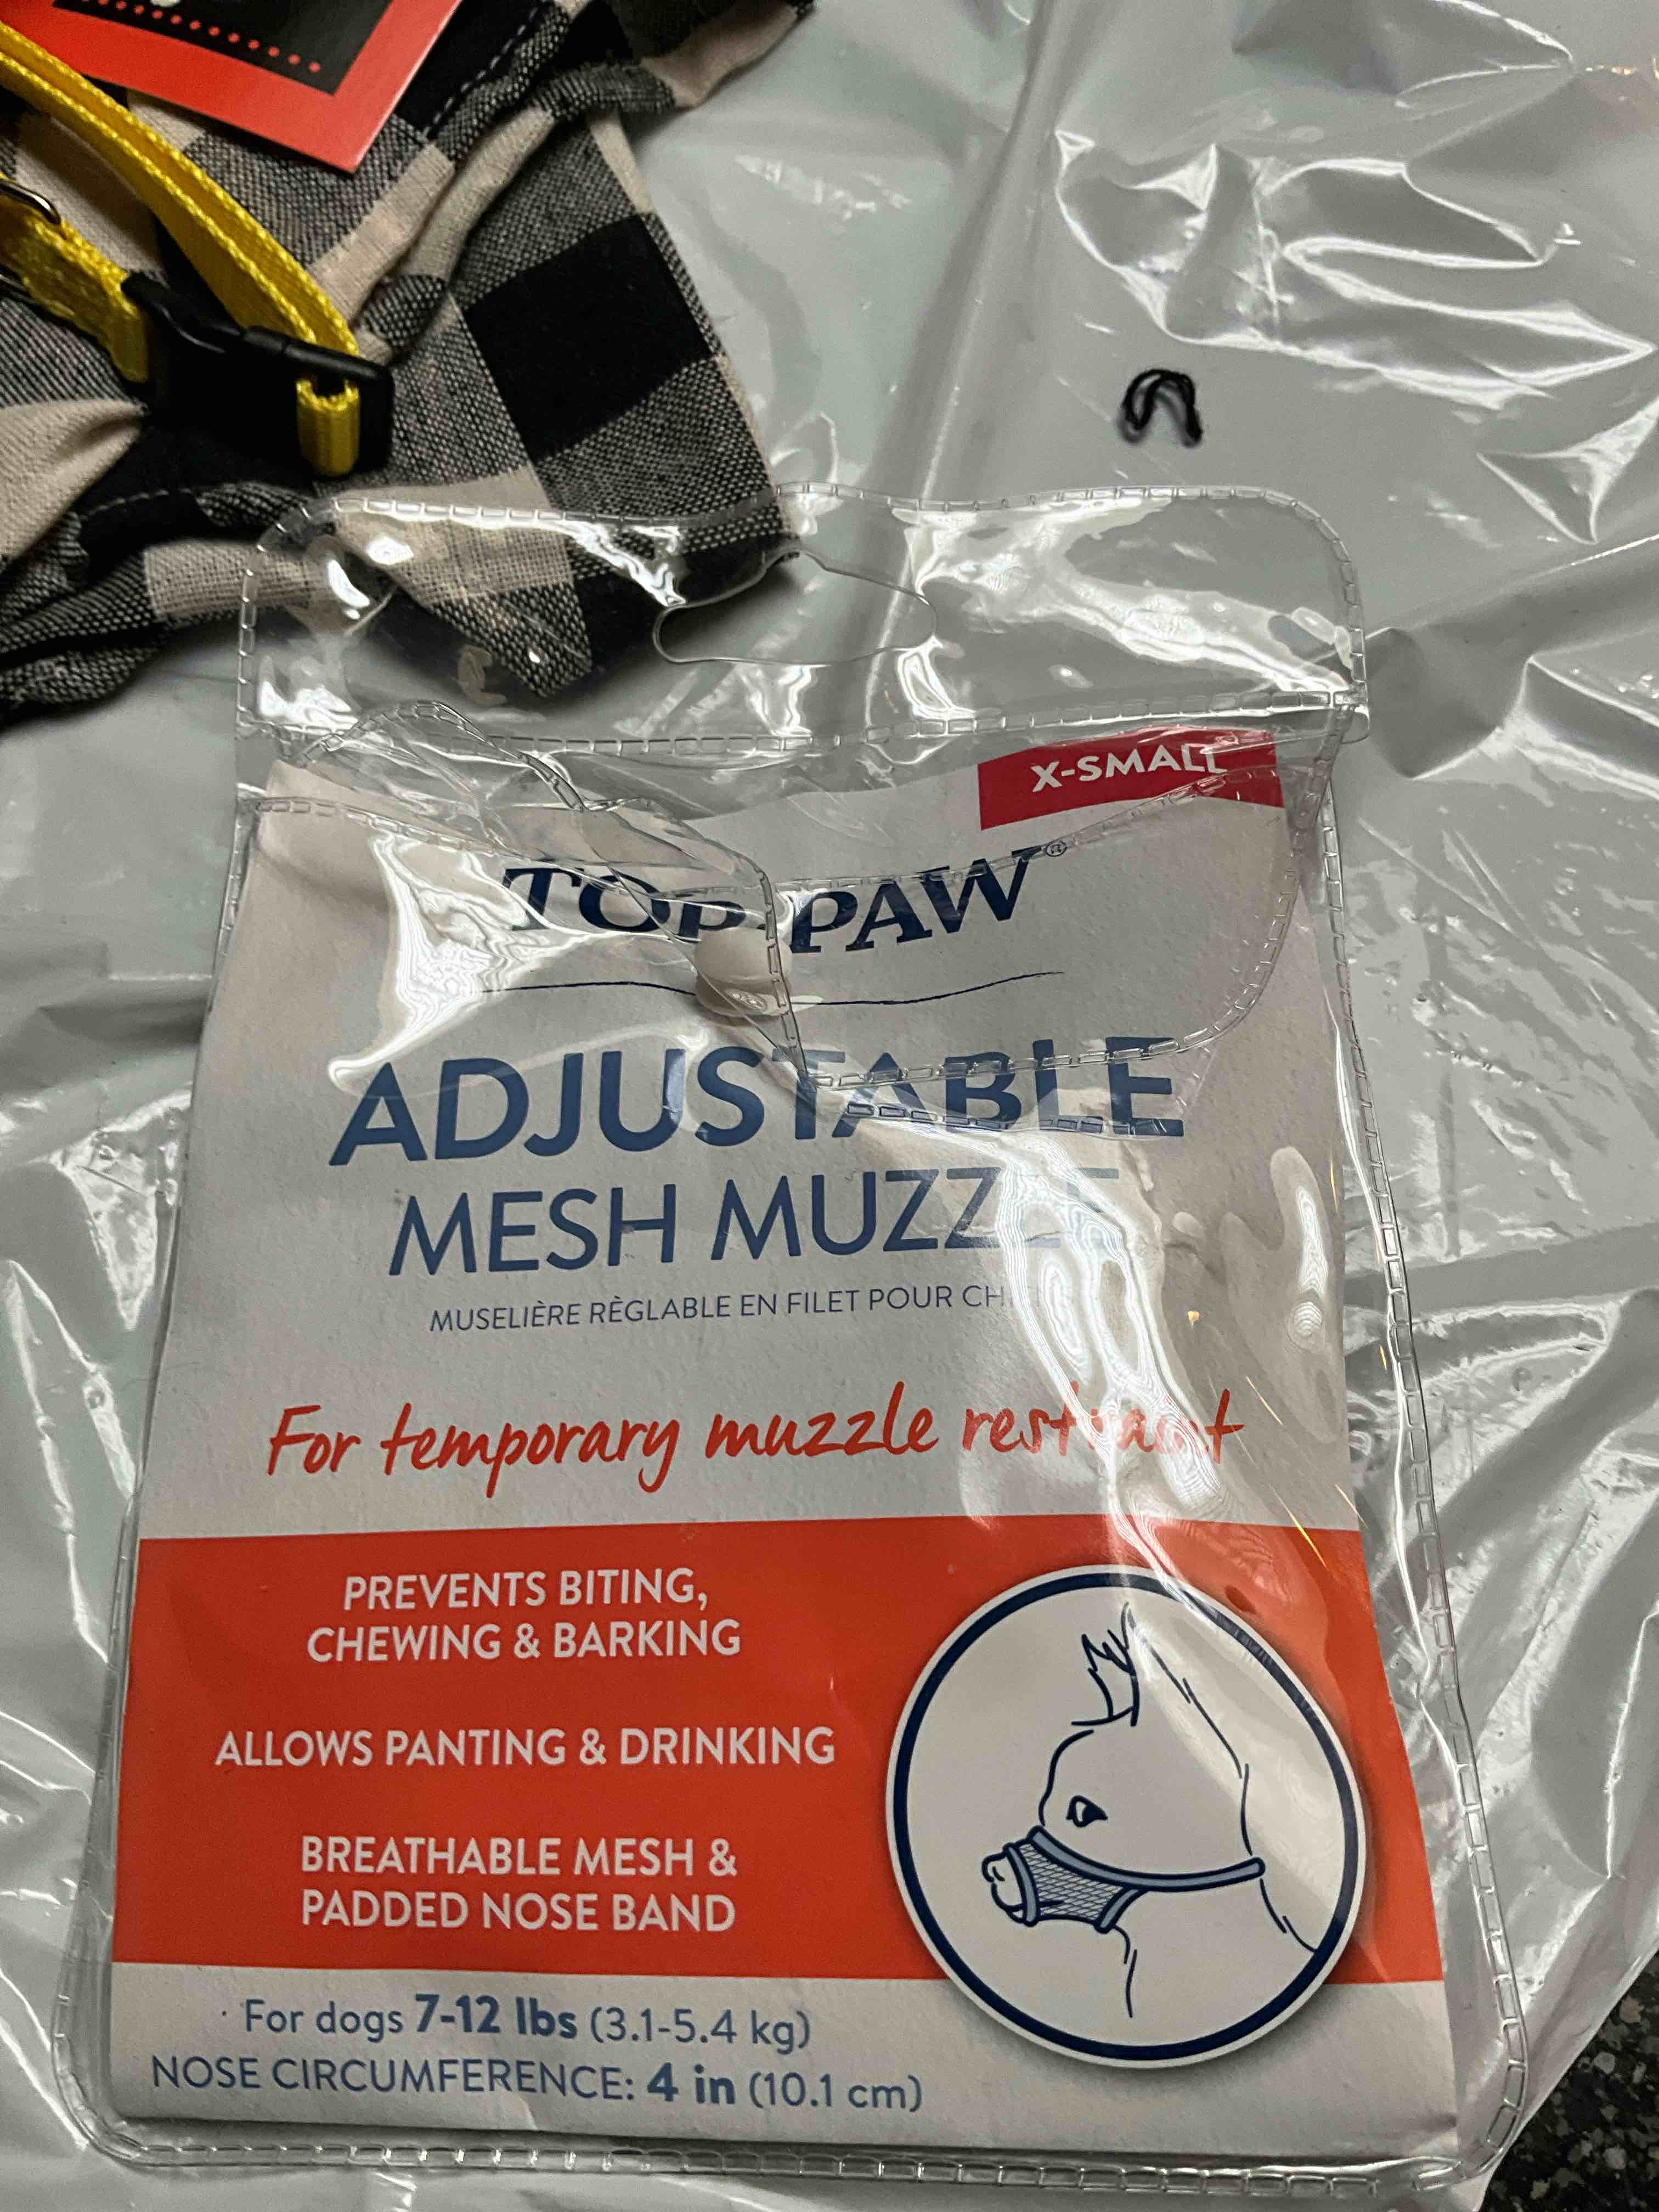 X-SMALL
TOP PAW®
ADJUSTABLE
MESH MUZZLE
MUSELIÈRE RÈGLABLE EN FILET POUR
For temporary muzzle restraint
PREVENTS BITING,
CHEWING & BARKING
ALLOWS PANTING & DRINKING
BREATHABLE MESH &
PADDED NOSE BAND
For dogs 7-12 lbs (3.1-5.4 kg)
NOSE CIRCUMFERENCE: 4 in (10.1 cm)